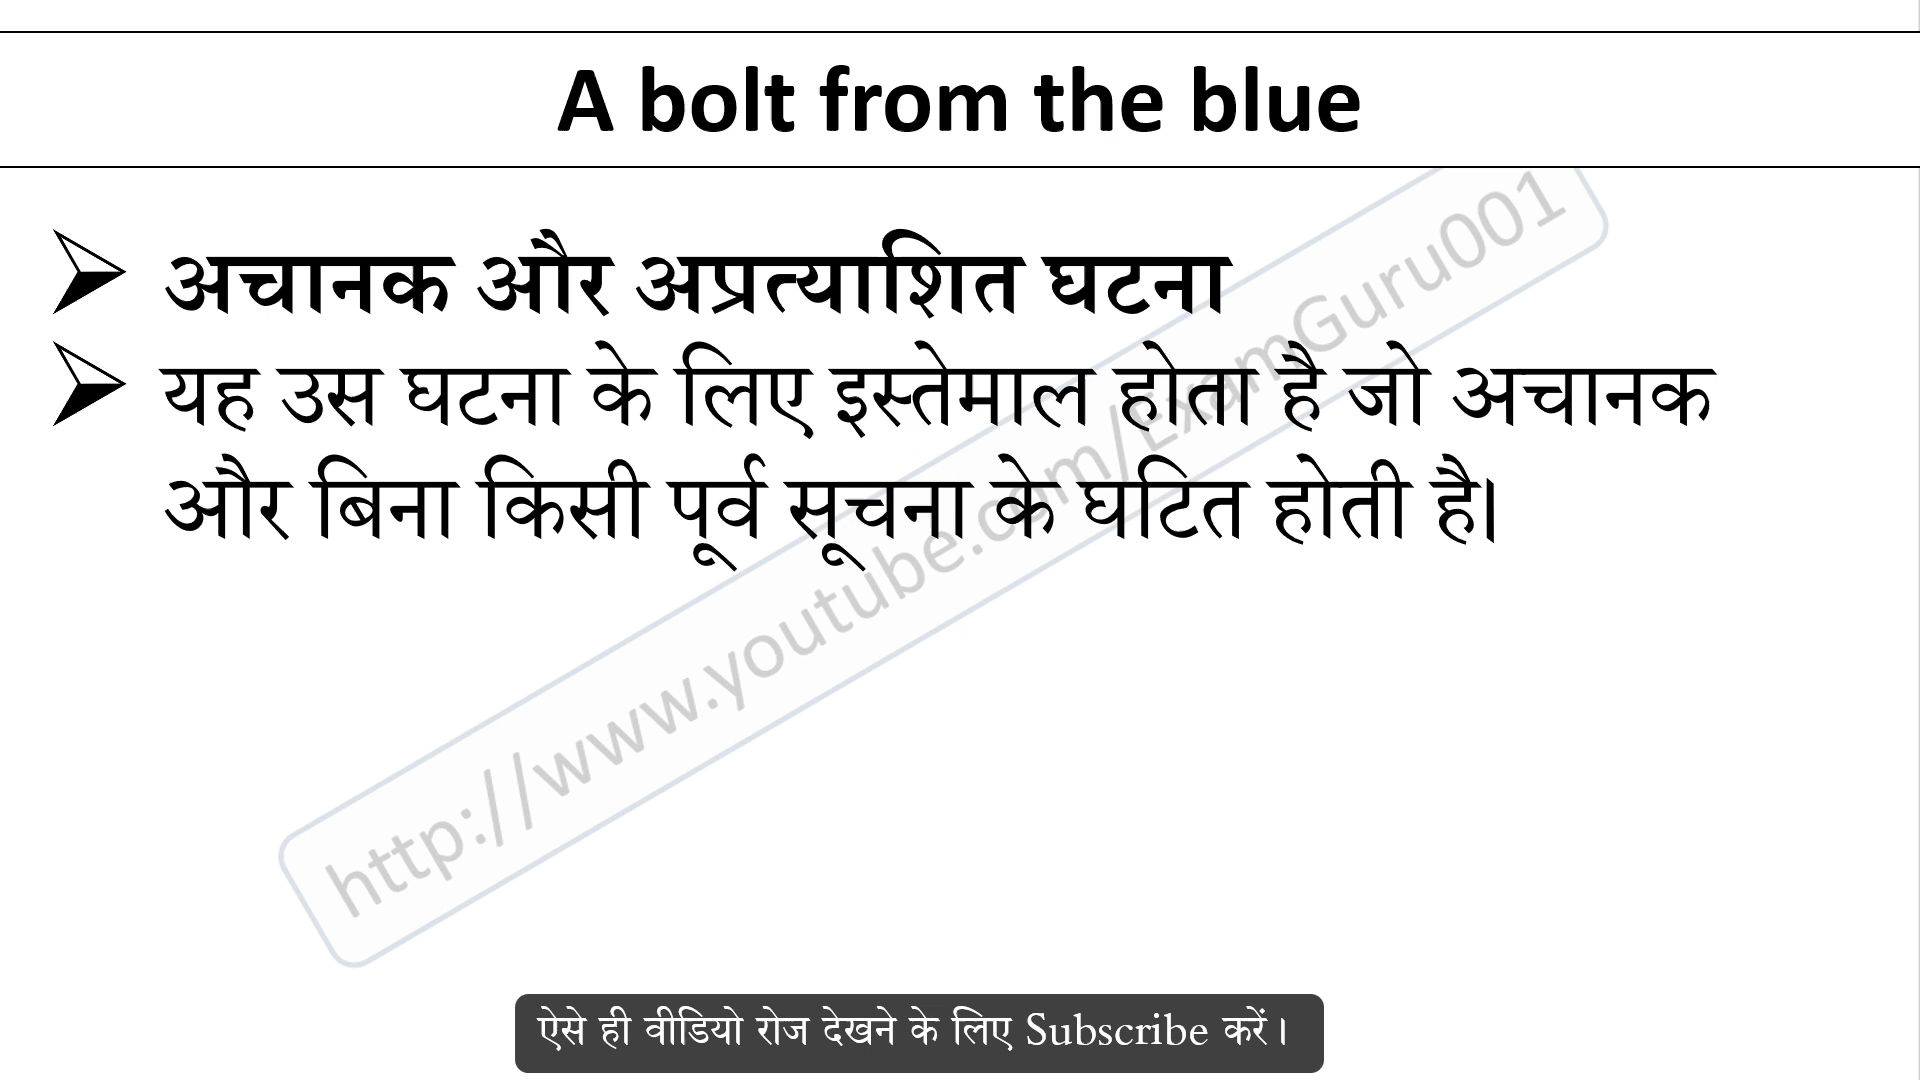 A bolt from the blue
अचानक और अप्रत्याशित घटना
यह उस घटना के लिए इस्तेमाल होता है जो अचानक
और बिना किसी पूर्व सूचना के घटित होती है।
http://www.youtube.com/ExamGuru001
ऐसे ही वीडियो रोज देखने के लिए Subscribe करें।